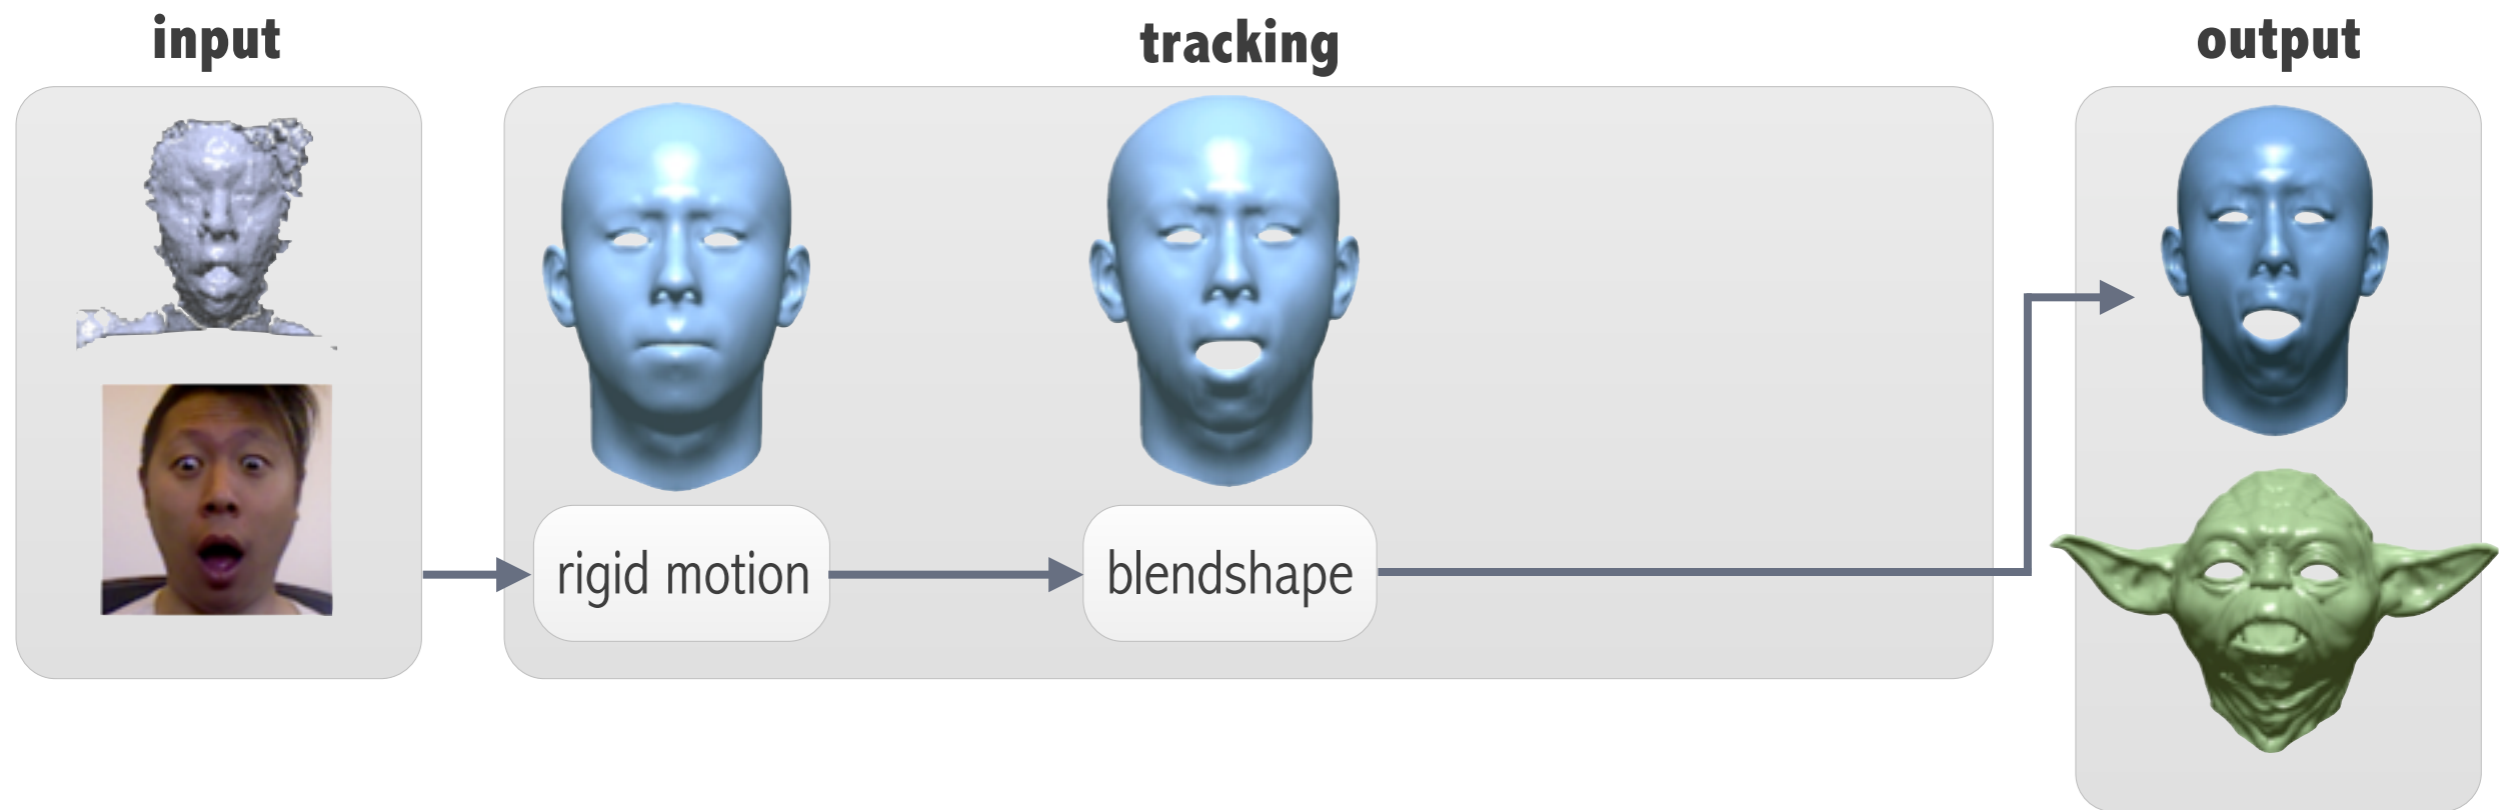 input
tracking
output
rigid motion
blendshape